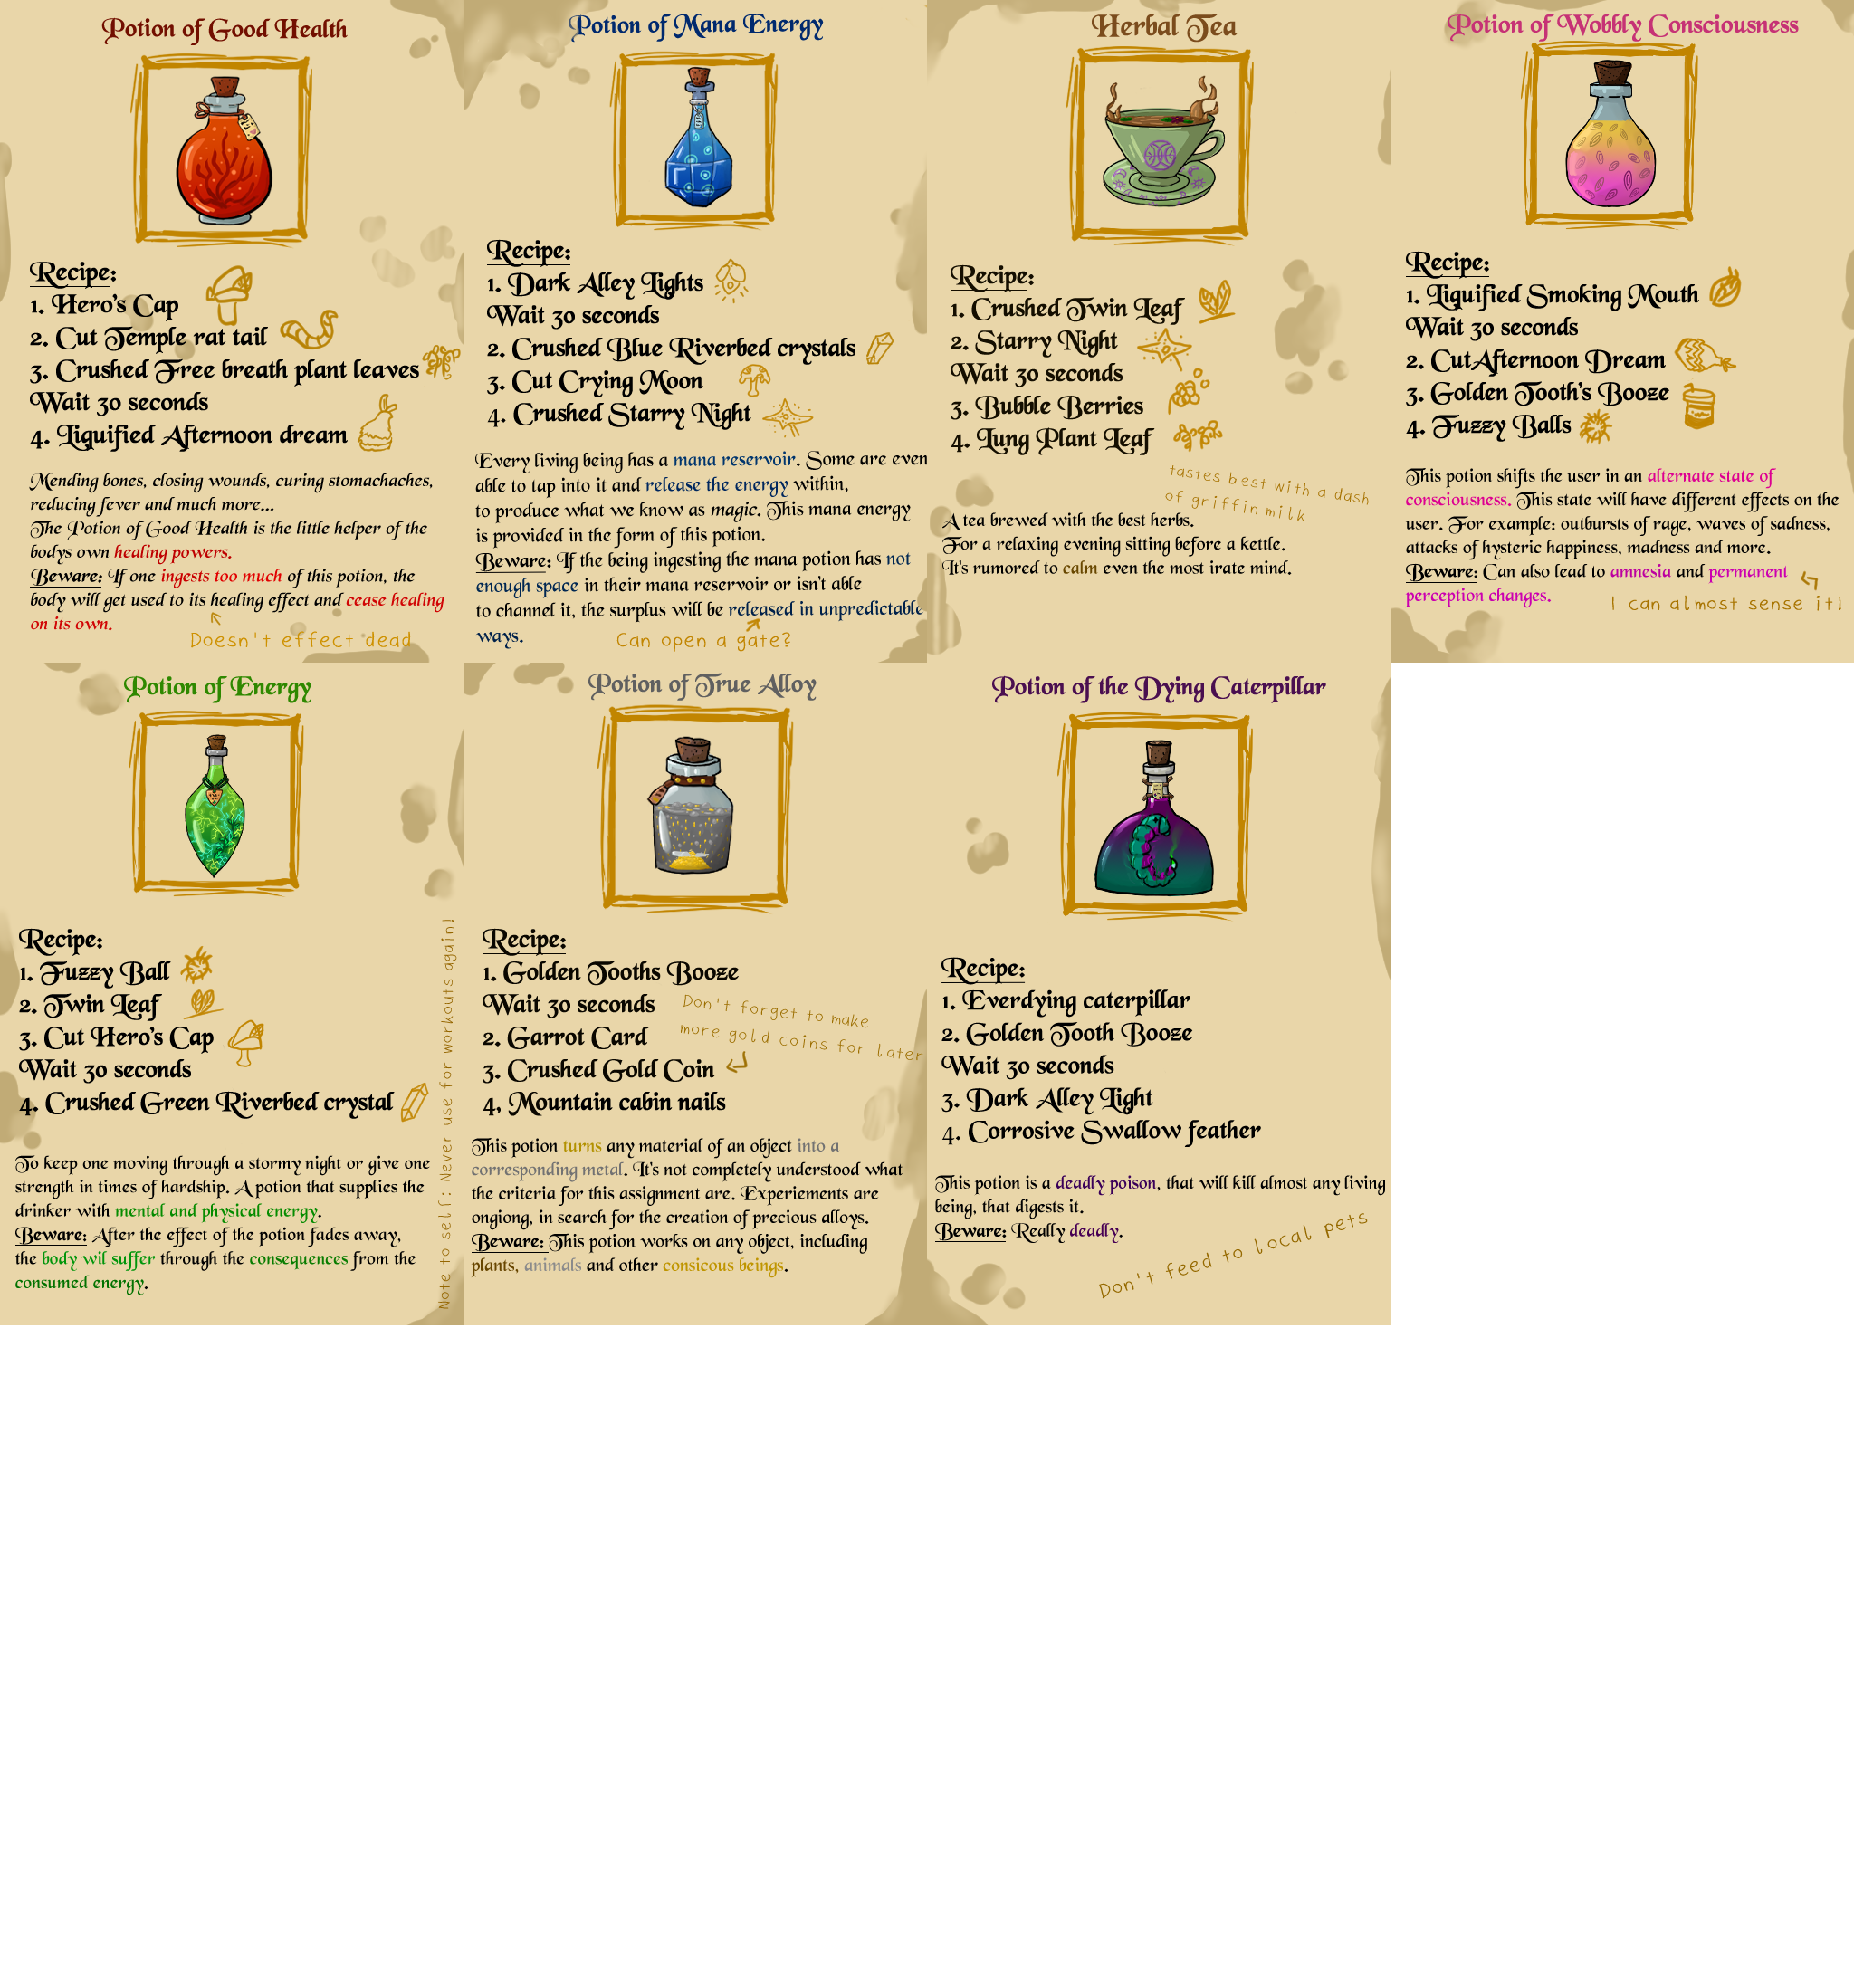 Potion of Good Health
Recipe:
1. Hero's Cap
2. Cut Temple rat tail
3. Crushed Free breath plant leaves
Wait 30 seconds
4. Liquified Afternoon dream
Mending bones, closing wounds, curing stomachaches,
reducing fever and much more...
The Potion of Good Health is the little helper of the
bodys own healing powers.
Beware: If one ingests too much of this potion, the
body will get used to its healing effect and cease healing
on its own.
Doesn't effect dead
Potion of Mana Energy
Recipe:
1. Dark Alley Lights
Wait 30 seconds
2. Crushed Blue Riverbed crystals
3. Cut Crying Moon
4. Crushed Starry Night
Every living being has a mana reservoir. Some are even
able to tap into it and release the energy within,
to produce what we know as magic. This mana energy
is provided in the form of this potion.
Beware: If the being ingesting the mana potion has not
enough space in their mana reservoir or isn't able
to channel it, the surplus will be released in unpredictable
ways.
Can open a gate?
Herbal Tea
Recipe:
1. Crushed Twin Leaf
2. Starry Night
Wait 30 seconds
3. Bubble Berries
4. Lung Plant Leaf
tastes best with a dash
of griffin milk
A tea brewed with the best herbs.
For a relaxing evening sitting before a kettle.
It's rumored to calm even the most irate mind.
Potion of Wobbly Consciousness
Recipe:
1. Liquified Smoking Mouth
Wait 30 seconds
2. CutAfternoon Dream
3. Golden Tooth's Booze
4. Fuzzy Balls
This potion shifts the user in an alternate state of
consciousness. This state will have different effects on the
user. For example: outbursts of rage, waves of sadness,
attacks of hysteric happiness, madness and more.
Beware: Can also lead to amnesia and permanent
perception changes.
I can almost sense it!
Potion of Energy
Recipe:
1. Fuzzy Ball
2. Twin Leaf
3. Cut Hero's Cap
Wait 30 seconds
4. Crushed Green Riverbed crystal
To keep one moving through a stormy night or give one
strength in times of hardship. A potion that supplies the
drinker with mental and physical energy.
Beware: After the effect of the potion fades away,
the body wil suffer through the consequences from the
consumed energy.
Note to self: Never use for workouts again!
Potion of True Alloy
Recipe:
1. Golden Tooths Booze
Wait 30 seconds
2. Garrot Card
3. Crushed Gold Coin
4, Mountain cabin nails
Don't forget to make
more gold coins for later
This potion turns any material of an object into a
corresponding metal. It's not completely understood what
the criteria for this assignment are. Experiements are
ongiong, in search for the creation of precious alloys.
Beware: This potion works on any object, including
plants, animals and other consicous beings.
Potion of the Dying Caterpillar
Recipe:
1. Everdying caterpillar
2. Golden Tooth Booze
Wait 30 seconds
3. Dark Alley Light
4. Corrosive Swallow feather
This potion is a deadly poison, that will kill almost any living
being, that digests it.
Beware: Really deadly.
Don't feed to local pets